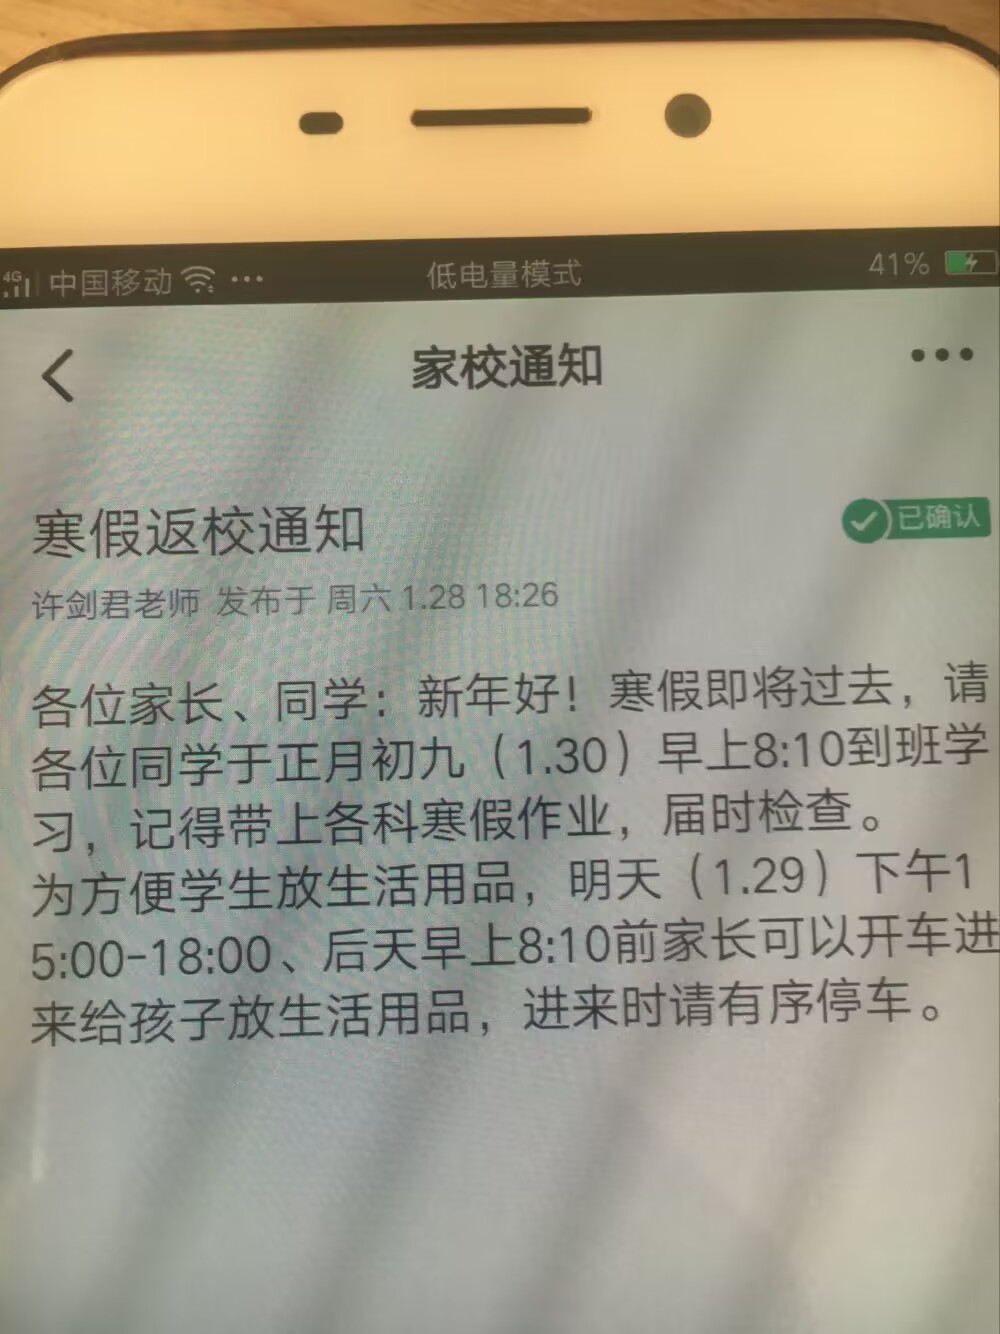 4G 中国移动 ... 低电量模式 41%
家校通知
寒假返校通知 已确认
许剑君老师 发布于 周六 1.28 18:26
各位家长、同学：新年好！寒假即将过去，请
各位同学于正月初九（1.30）早上8:10到班学
习，记得带上各科寒假作业，届时检查。
为方便学生放生活用品，明天（1.29）下午1
5:00-18:00、后天早上8:10前家长可以开车进
来给孩子放生活用品，进来时请有序停车。